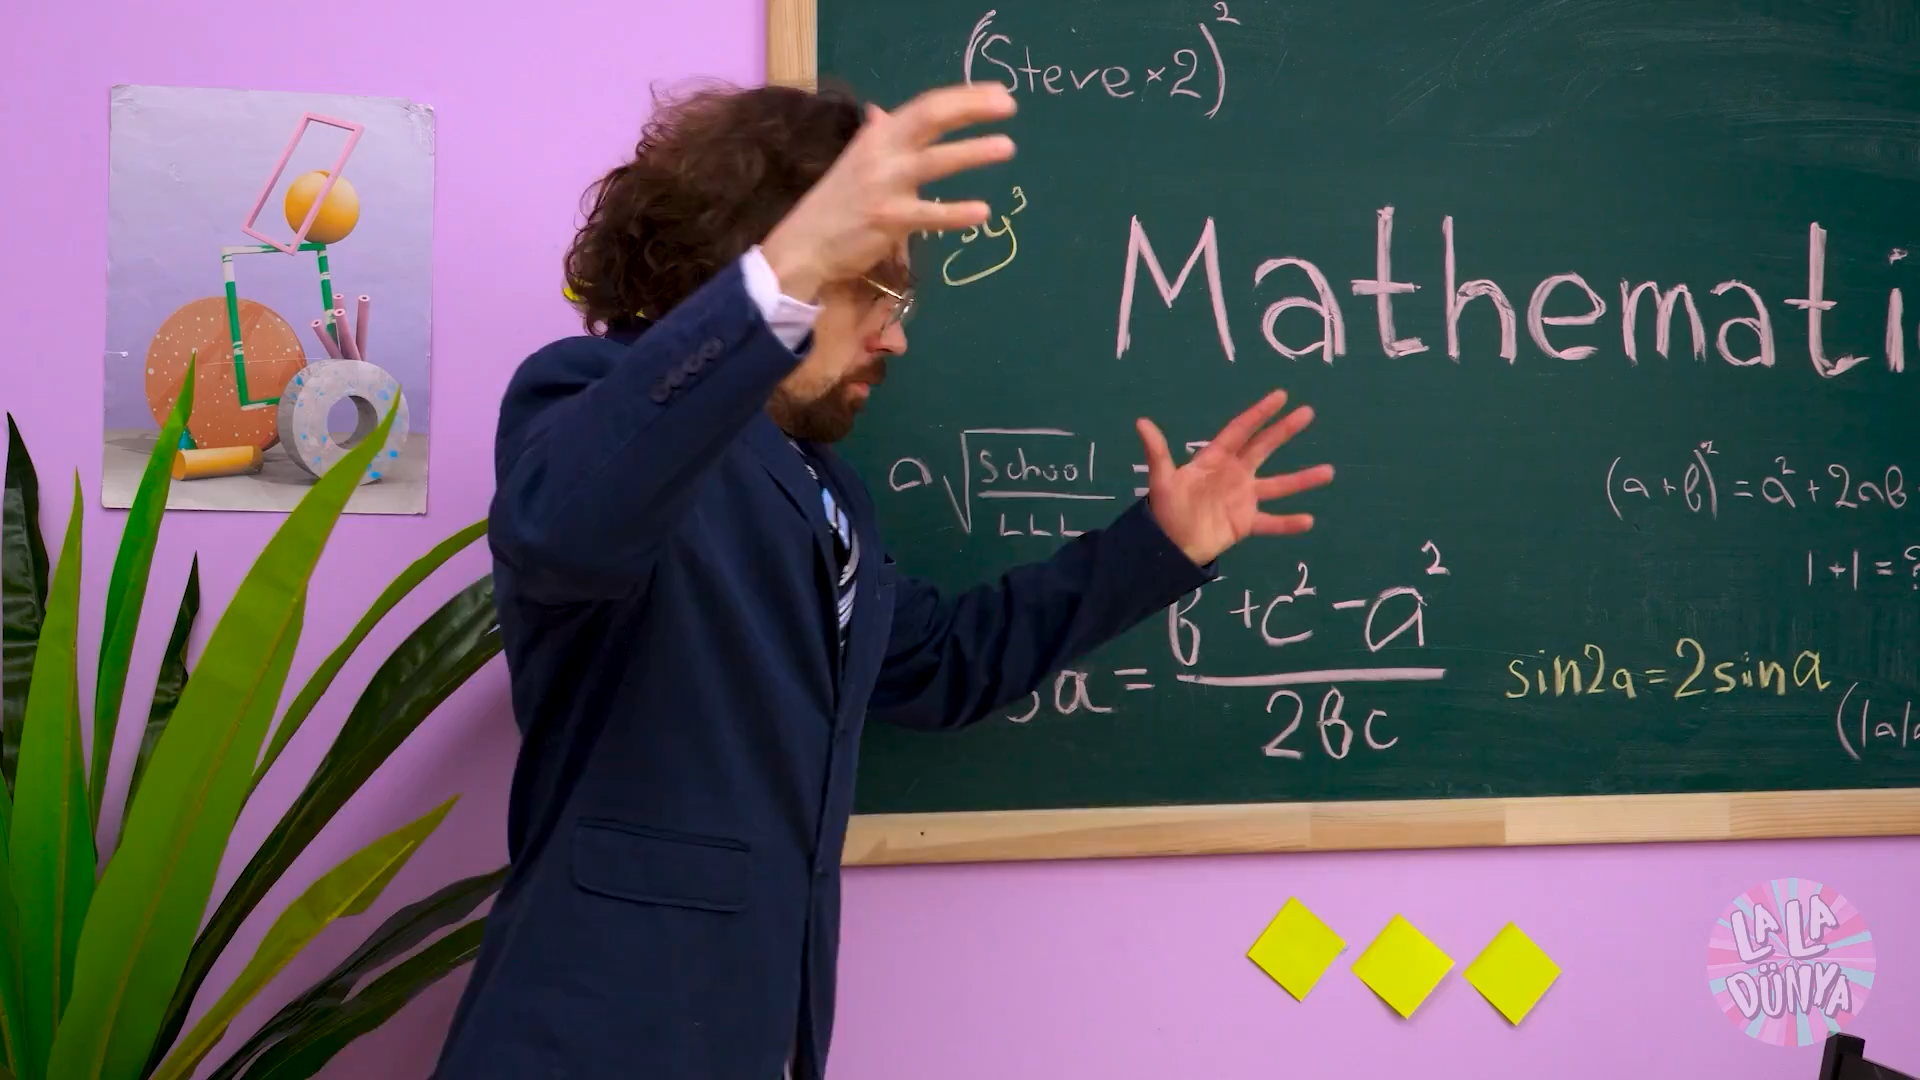 (Steve×2)²
Mathemati
a√School/LLL =
(a+b)²=a²+2ab
1+1=?
a = b +c²-a² / 2bc
sin2a=2sina
(lala
LA LA
DÜNYA